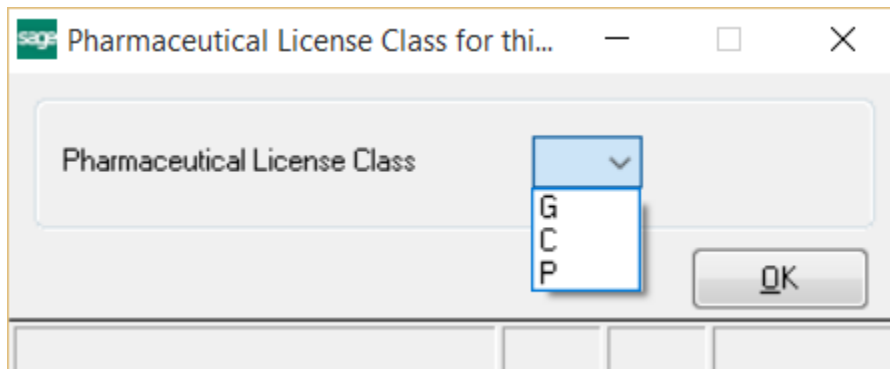 sage Pharmaceutical License Class for thi...
Pharmaceutical License Class
G
C
P
OK